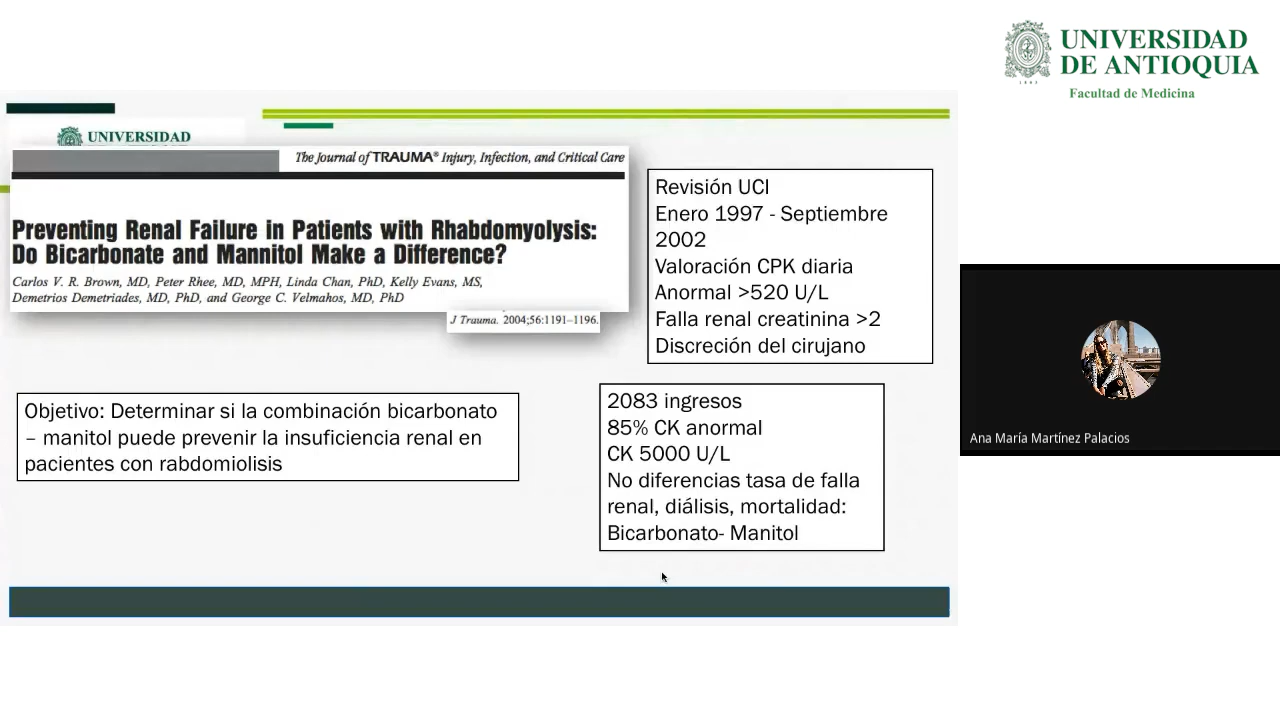 UNIVERSIDAD
DE ANTIOQUIA
1803
Facultad de Medicina
UNIVERSIDAD
The Journal of TRAUMA® Injury, Infection, and Critical Care
Preventing Renal Failure in Patients with Rhabdomyolysis:
Do Bicarbonate and Mannitol Make a Difference?
Carlos V. R. Brown, MD, Peter Rhee, MD, MPH, Linda Chan, PhD, Kelly Evans, MS,
Demetrios Demetriades, MD, PhD, and George C. Velmahos, MD, PhD
J Trauma. 2004;56:1191–1196.
Revisión UCI
Enero 1997 - Septiembre
2002
Valoración CPK diaria
Anormal >520 U/L
Falla renal creatinina >2
Discreción del cirujano
Objetivo: Determinar si la combinación bicarbonato
– manitol puede prevenir la insuficiencia renal en
pacientes con rabdomiolisis
2083 ingresos
85% CK anormal
CK 5000 U/L
No diferencias tasa de falla
renal, diálisis, mortalidad:
Bicarbonato- Manitol
Ana María Martínez Palacios